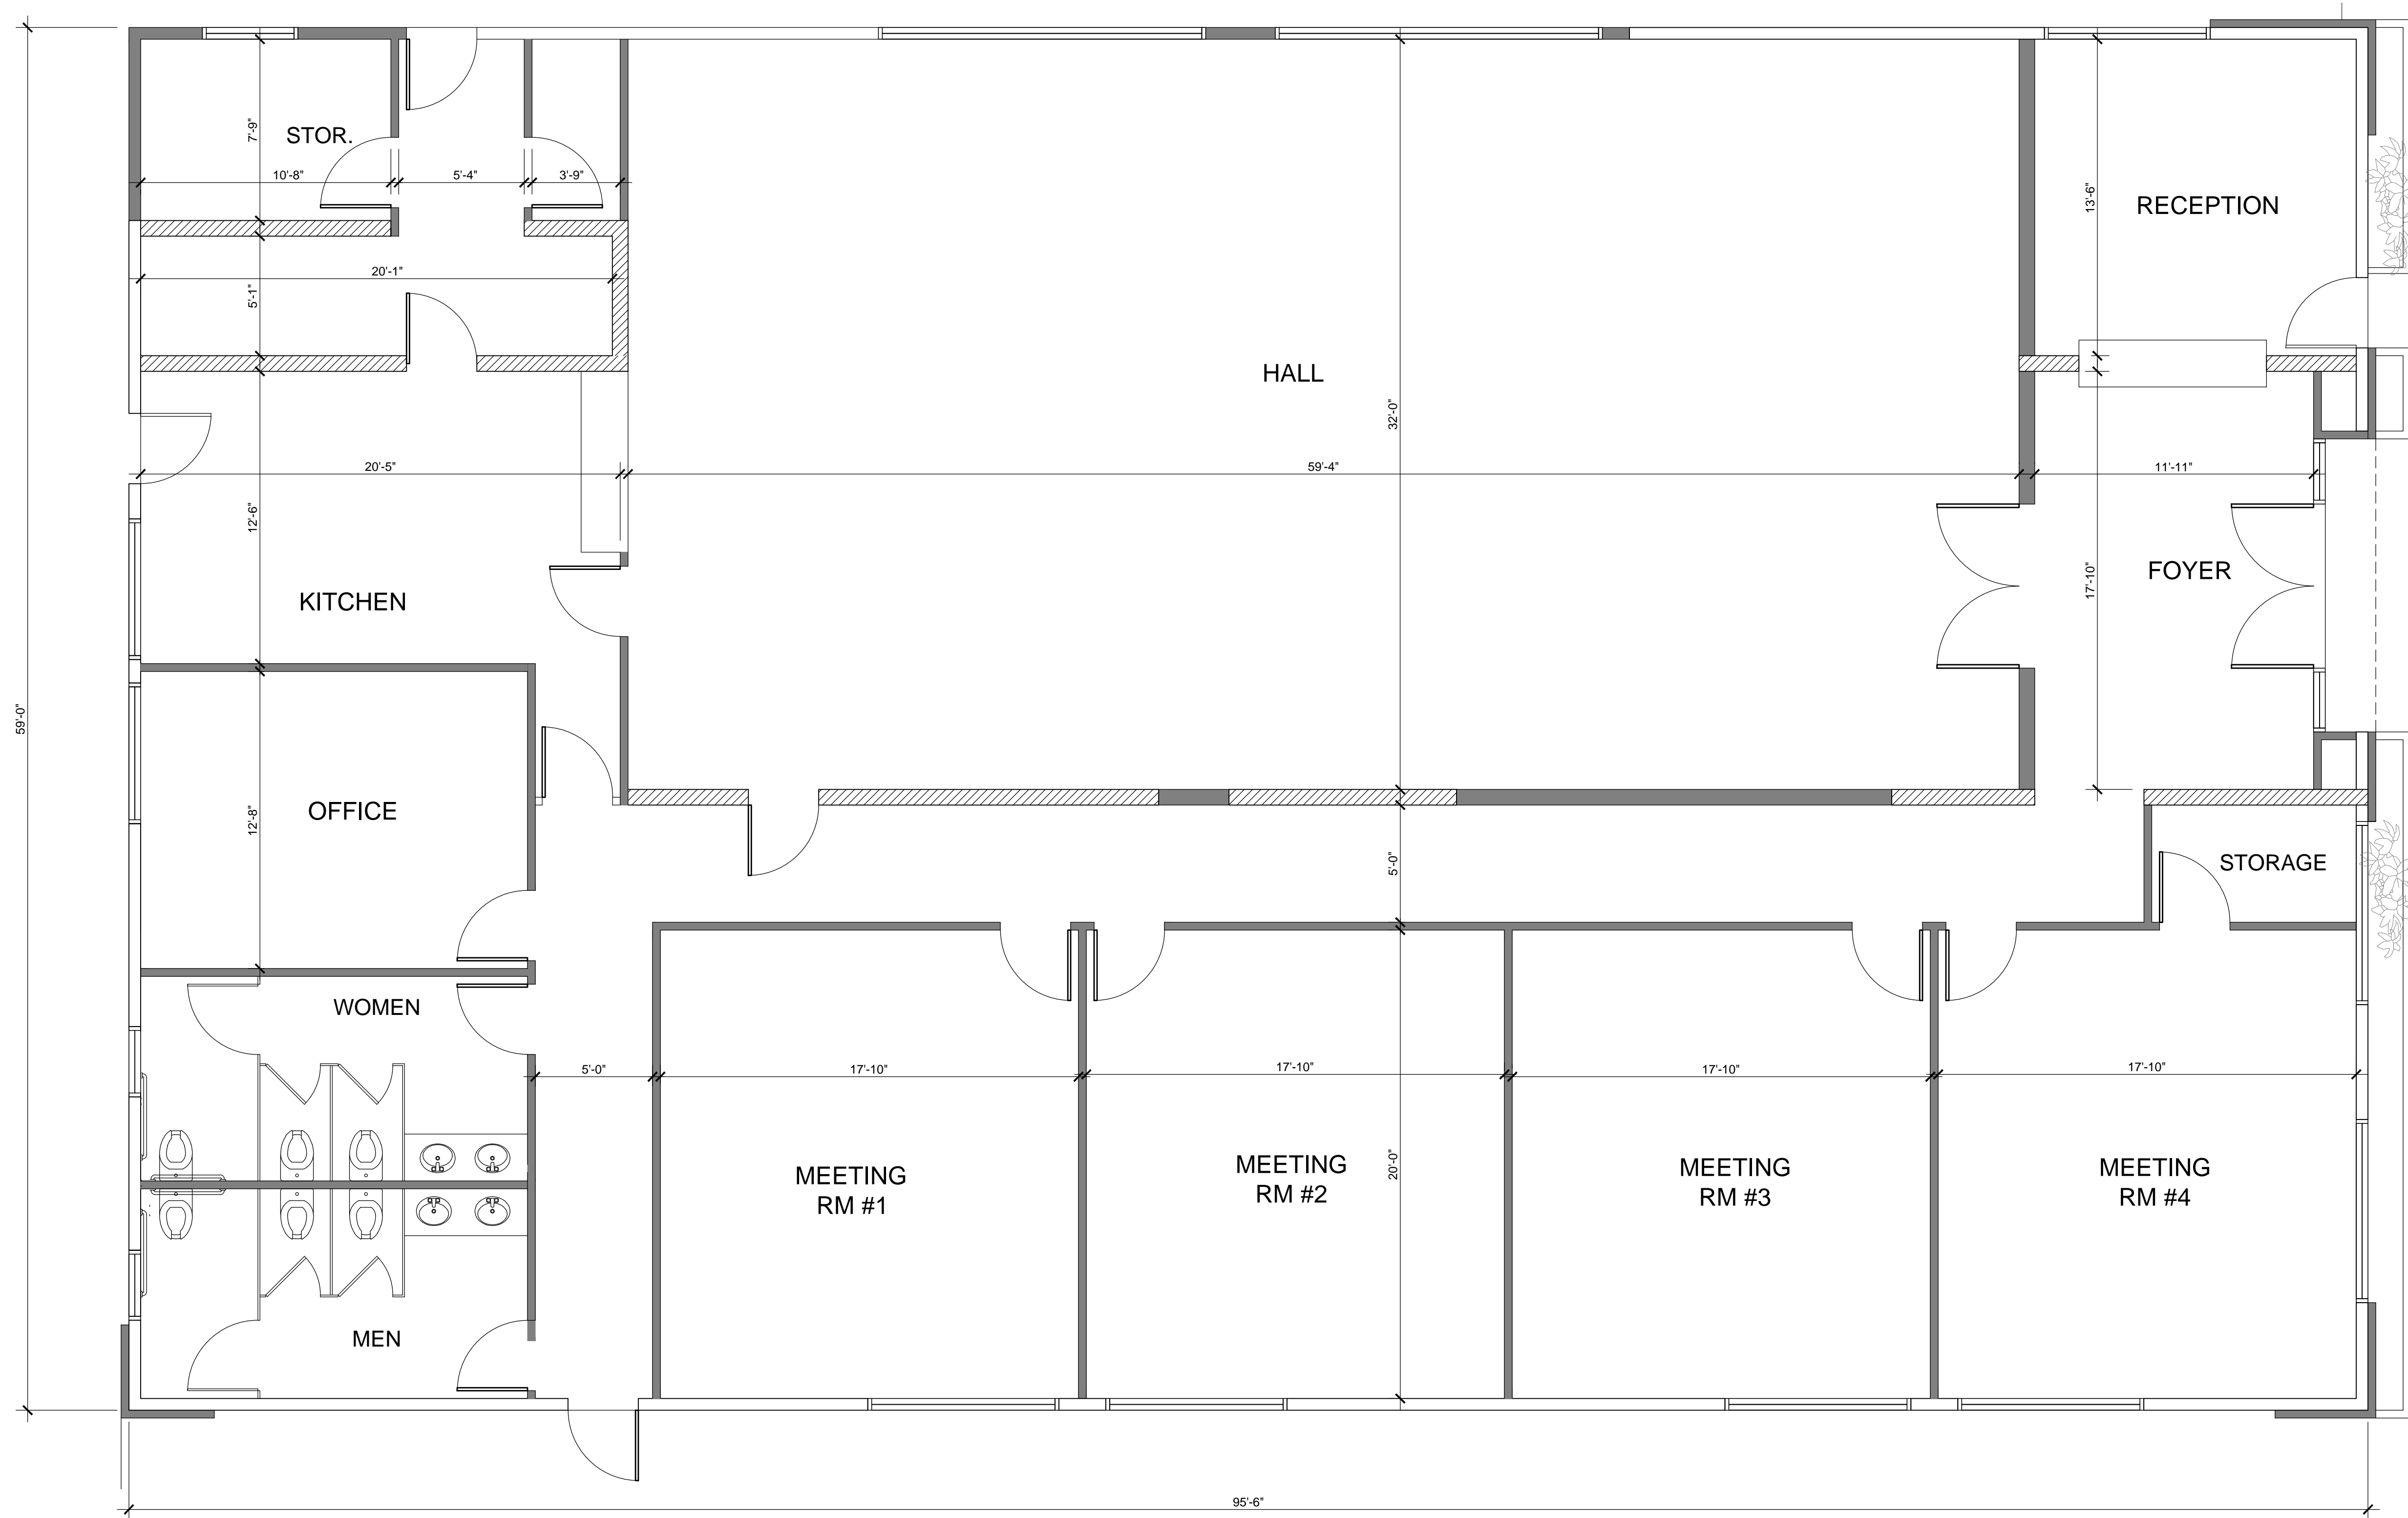 7'-9"
STOR.
10'-8"
5'-4"
3'-9"
13'-6"
RECEPTION
20'-1"
5'-1"
HALL
32'-0"
20'-5"
59'-4"
11'-11"
12'-6"
KITCHEN
17'-10"
FOYER
59'-0"
OFFICE
12'-8"
5'-0"
STORAGE
WOMEN
5'-0"
17'-10"
17'-10"
17'-10"
17'-10"
MEETING
RM #1
MEETING
RM #2
20'-0"
MEETING
RM #3
MEETING
RM #4
MEN
95'-6"